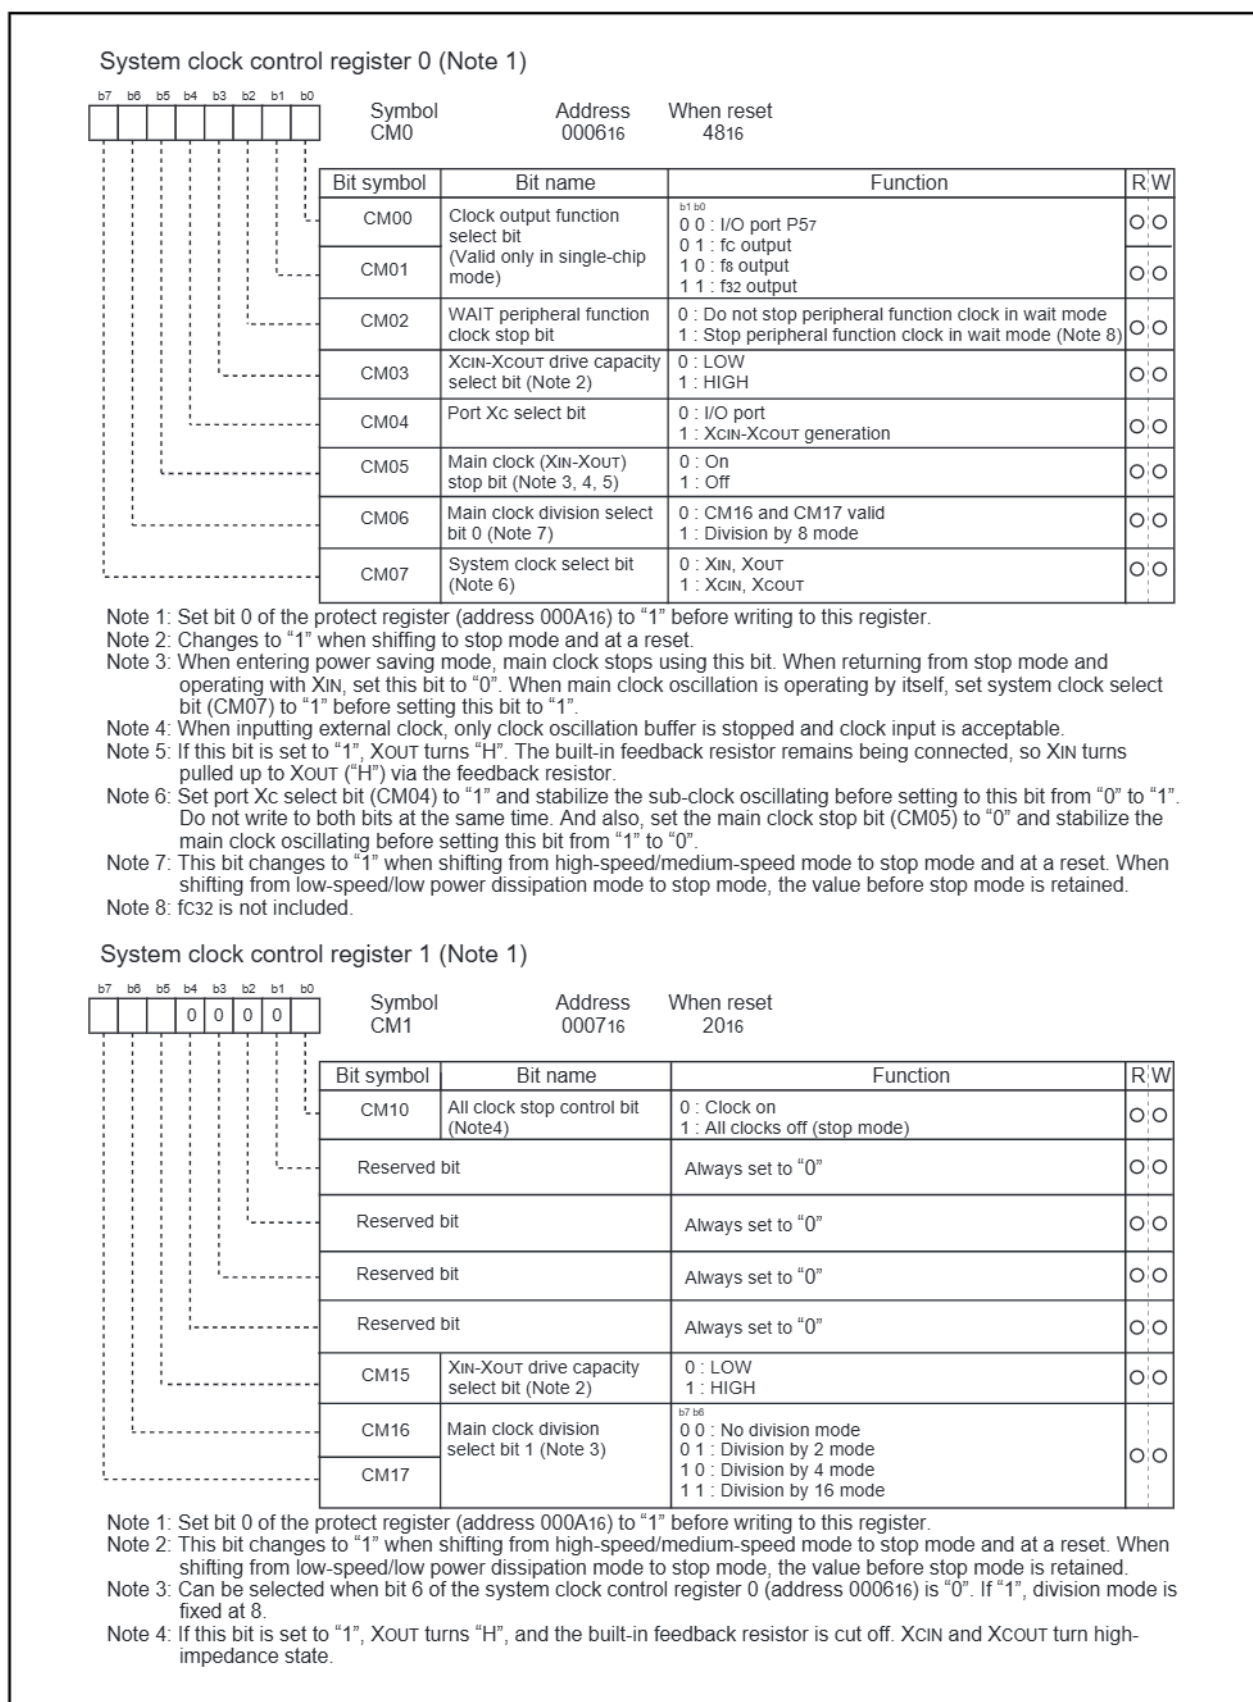 System clock control register 0 (Note 1)
b7 b6 b5 b4 b3 b2 b1 b0
Symbol Address When reset
CM0 000616 4816
Bit symbol Bit name Function R W
CM00 Clock output function select bit (Valid only in single-chip mode)
b1 b0
0 0 : I/O port P57
0 1 : fC output
CM01
1 0 : f8 output
1 1 : f32 output
CM02 WAIT peripheral function 0 : Do not stop peripheral function clock in wait mode
clock stop bit 1 : Stop peripheral function clock in wait mode (Note 8)
CM03 XCIN-XCOUT drive capacity 0 : LOW
select bit (Note 2) 1 : HIGH
CM04 Port XC select bit 0 : I/O port
1 : XCIN-XCOUT generation
CM05 Main clock (XIN-XOUT) 0 : On
stop bit (Note 3, 4, 5) 1 : Off
CM06 Main clock division select 0 : CM16 and CM17 valid
bit 0 (Note 7) 1 : Division by 8 mode
CM07 System clock select bit 0 : XIN, XOUT
(Note 6) 1 : XCIN, XCOUT
Note 1: Set bit 0 of the protect register (address 000A16) to “1” before writing to this register.
Note 2: Changes to “1” when shiffing to stop mode and at a reset.
Note 3: When entering power saving mode, main clock stops using this bit. When returning from stop mode and
operating with XIN, set this bit to “0”. When main clock oscillation is operating by itself, set system clock select
bit (CM07) to “1” before setting this bit to “1”.
Note 4: When inputting external clock, only clock oscillation buffer is stopped and clock input is acceptable.
Note 5: If this bit is set to “1”, XOUT turns “H”. The built-in feedback resistor remains being connected, so XIN turns
pulled up to XOUT (“H”) via the feedback resistor.
Note 6: Set port Xc select bit (CM04) to “1” and stabilize the sub-clock oscillating before setting to this bit from “0” to “1”.
Do not write to both bits at the same time. And also, set the main clock stop bit (CM05) to “0” and stabilize the
main clock oscillating before setting this bit from “1” to “0”.
Note 7: This bit changes to “1” when shifting from high-speed/medium-speed mode to stop mode and at a reset. When
shifting from low-speed/low power dissipation mode to stop mode, the value before stop mode is retained.
Note 8: fC32 is not included.
System clock control register 1 (Note 1)
b7 b6 b5 b4 b3 b2 b1 b0
0 0 0 0
Symbol Address When reset
CM1 000716 2016
Bit symbol Bit name Function R W
CM10 All clock stop control bit 0 : Clock on
(Note4) 1 : All clocks off (stop mode)
Reserved bit Always set to “0”
Reserved bit Always set to “0”
Reserved bit Always set to “0”
Reserved bit Always set to “0”
CM15 XIN-XOUT drive capacity 0 : LOW
select bit (Note 2) 1 : HIGH
b7 b6
CM16 Main clock division 0 0 : No division mode
select bit 1 (Note 3) 0 1 : Division by 2 mode
CM17 1 0 : Division by 4 mode
1 1 : Division by 16 mode
Note 1: Set bit 0 of the protect register (address 000A16) to “1” before writing to this register.
Note 2: This bit changes to “1” when shifting from high-speed/medium-speed mode to stop mode and at a reset. When
shifting from low-speed/low power dissipation mode to stop mode, the value before stop mode is retained.
Note 3: Can be selected when bit 6 of the system clock control register 0 (address 000616) is “0”. If “1”, division mode is
fixed at 8.
Note 4: If this bit is set to “1”, XOUT turns “H”, and the built-in feedback resistor is cut off. XCIN and XCOUT turn high-
impedance state.